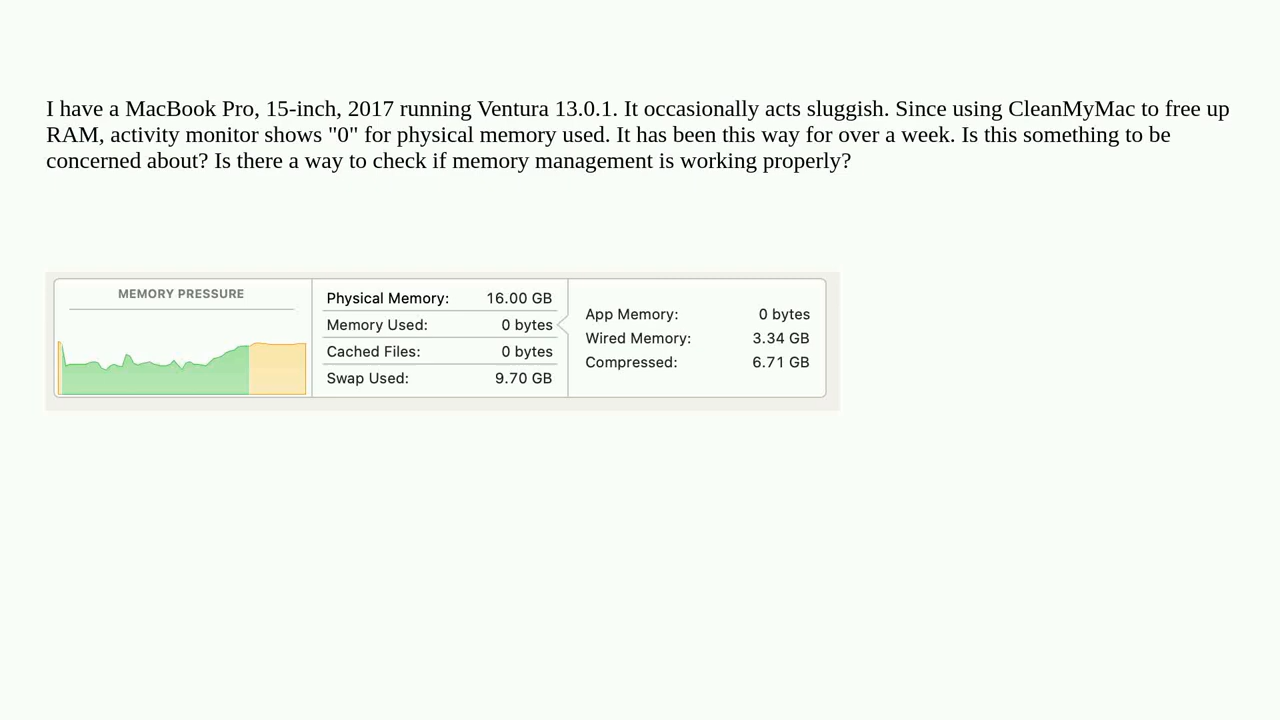 I have a MacBook Pro, 15-inch, 2017 running Ventura 13.0.1. It occasionally acts sluggish. Since using CleanMyMac to free up
RAM, activity monitor shows "0" for physical memory used. It has been this way for over a week. Is this something to be
concerned about? Is there a way to check if memory management is working properly?
MEMORY PRESSURE
Physical Memory: 16.00 GB
Memory Used: 0 bytes
Cached Files: 0 bytes
Swap Used: 9.70 GB
App Memory: 0 bytes
Wired Memory: 3.34 GB
Compressed: 6.71 GB